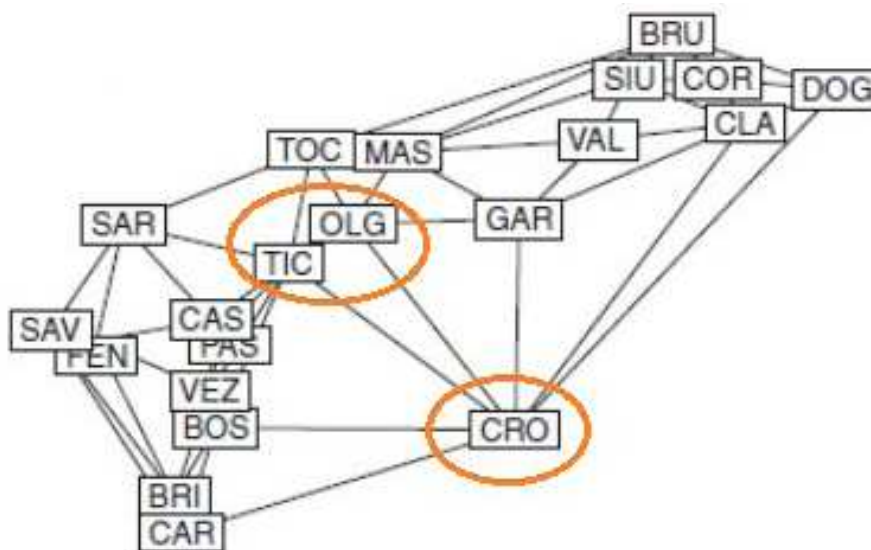 BRU
SIU
COR
DOG
CLA
VAL
TOC
MAS
SAR
OLG
GAR
TIC
CAS
SAV
PAS
FEN
VEZ
BOS
CRO
BRI
CAR